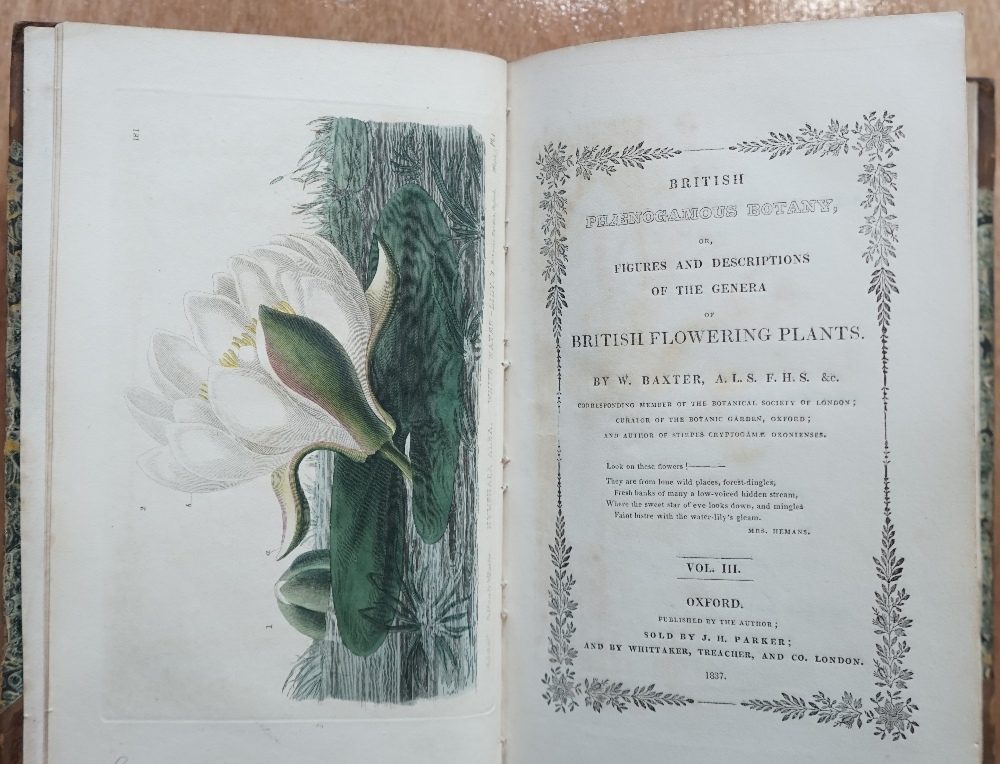 181
BRITISH
PHÆNOGAMOUS BOTANY,
OR,
FIGURES AND DESCRIPTIONS
OF THE GENERA
OF
BRITISH FLOWERING PLANTS.
BY W. BAXTER, A. L. S. F. H. S. &c.
CORRESPONDING MEMBER OF THE BOTANICAL SOCIETY OF LONDON;
CURATOR OF THE BOTANIC GARDEN, OXFORD;
AND AUTHOR OF STIRPES CRYPTOGAMÆ OXONIENSES.
Look on these flowers!———
They are from lone wild places, forest-dingles,
Fresh banks of many a low-voiced hidden stream,
Where the sweet star of eve looks down, and mingles
Faint lustre with the water-lily's gleam.
MRS. HEMANS.
VOL. III.
OXFORD.
PUBLISHED BY THE AUTHOR;
SOLD BY J. H. PARKER;
AND BY WHITTAKER, TREACHER, AND CO. LONDON.
1837.